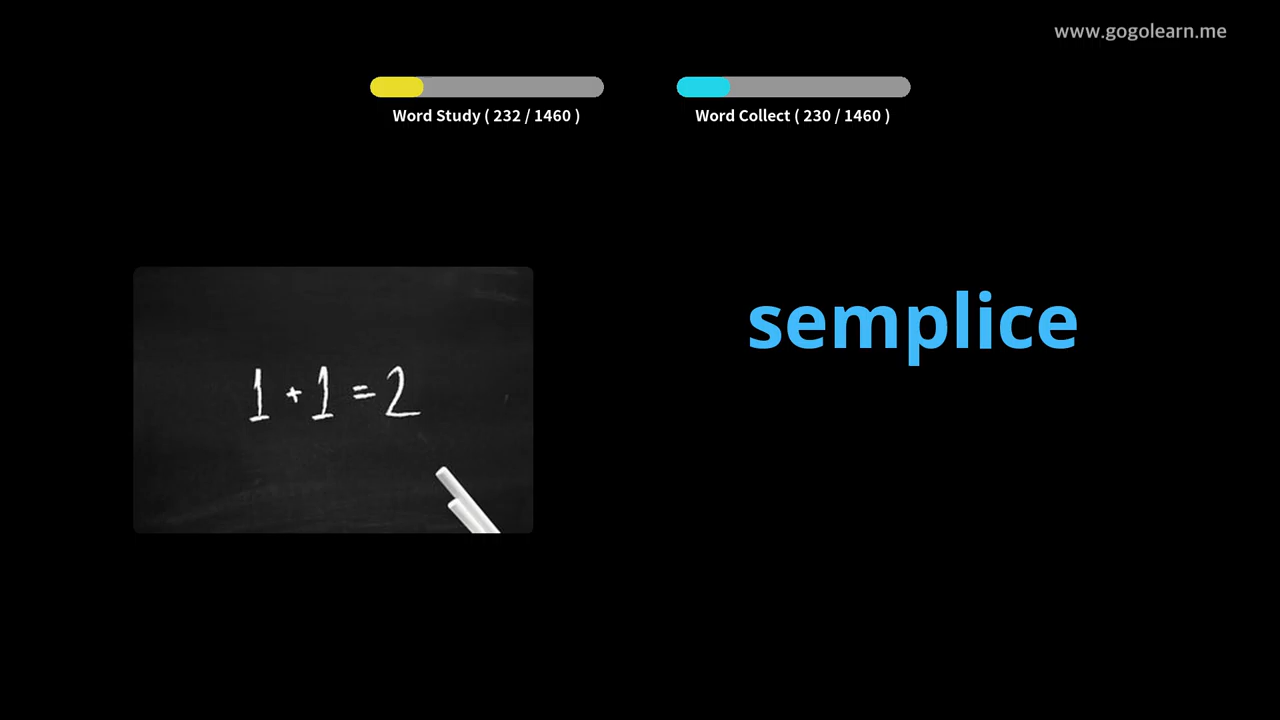 www.gogolearn.me
Word Study ( 232 / 1460 )
Word Collect ( 230 / 1460 )
semplice
1 + 1 = 2